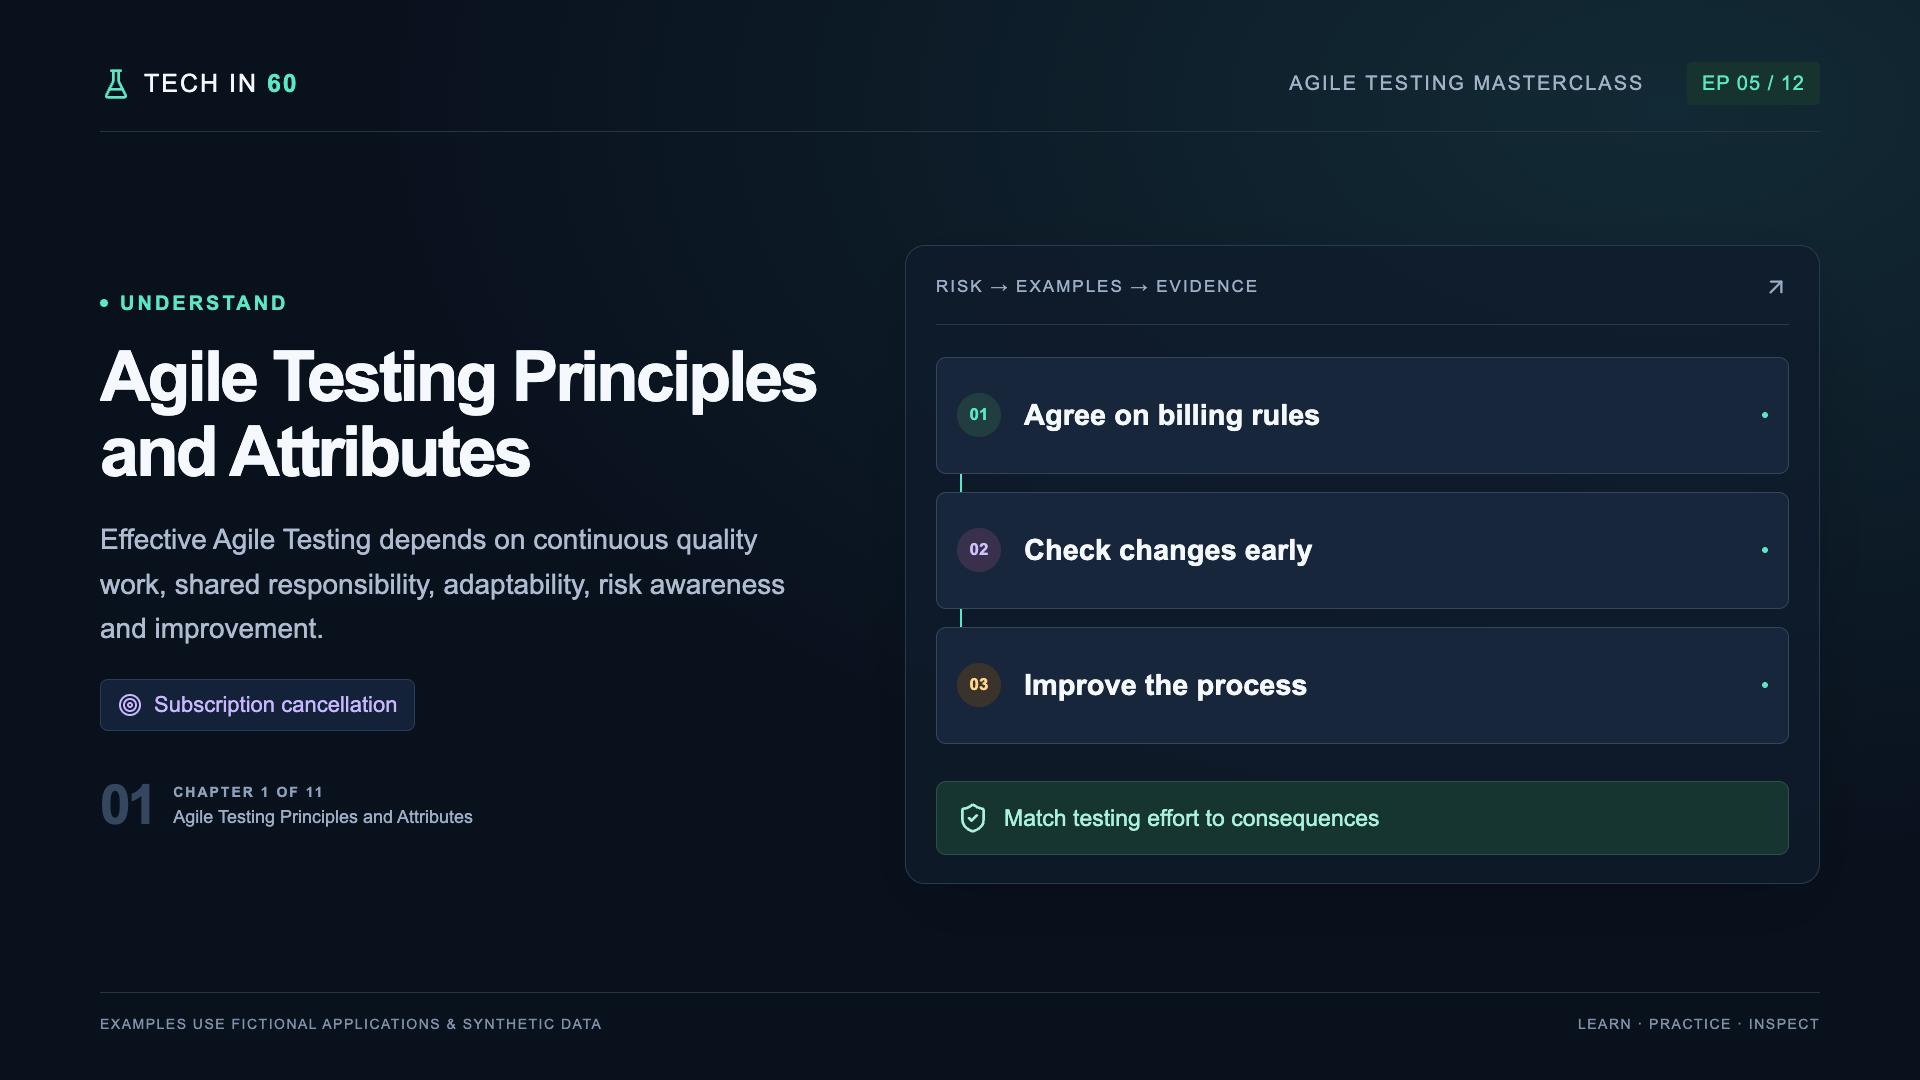 TECH IN 60
AGILE TESTING MASTERCLASS
EP 05 / 12
UNDERSTAND
Agile Testing Principles
and Attributes
Effective Agile Testing depends on continuous quality
work, shared responsibility, adaptability, risk awareness
and improvement.
Subscription cancellation
01
CHAPTER 1 OF 11
Agile Testing Principles and Attributes
RISK → EXAMPLES → EVIDENCE
01 Agree on billing rules
02 Check changes early
03 Improve the process
Match testing effort to consequences
EXAMPLES USE FICTIONAL APPLICATIONS & SYNTHETIC DATA
LEARN · PRACTICE · INSPECT